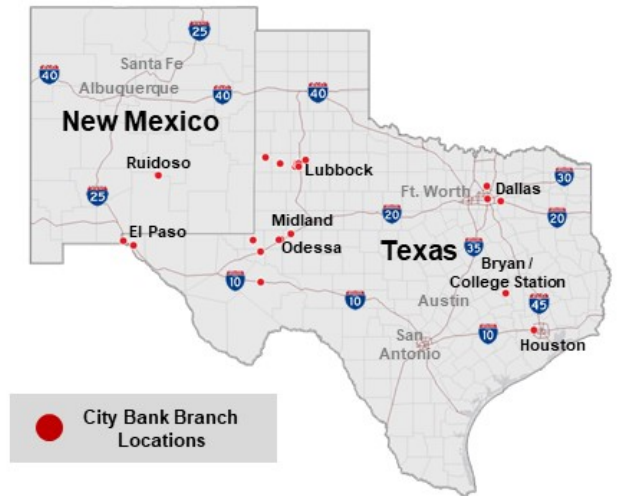 25
Santa Fe
40
Albuquerque
40
40
New Mexico
Ruidoso
Lubbock
30
Ft. Worth
Dallas
25
20
20
El Paso
Midland
Odessa
Texas
35
Bryan /
College Station
10
10
Austin
45
San
Antonio
10
Houston
City Bank Branch
Locations